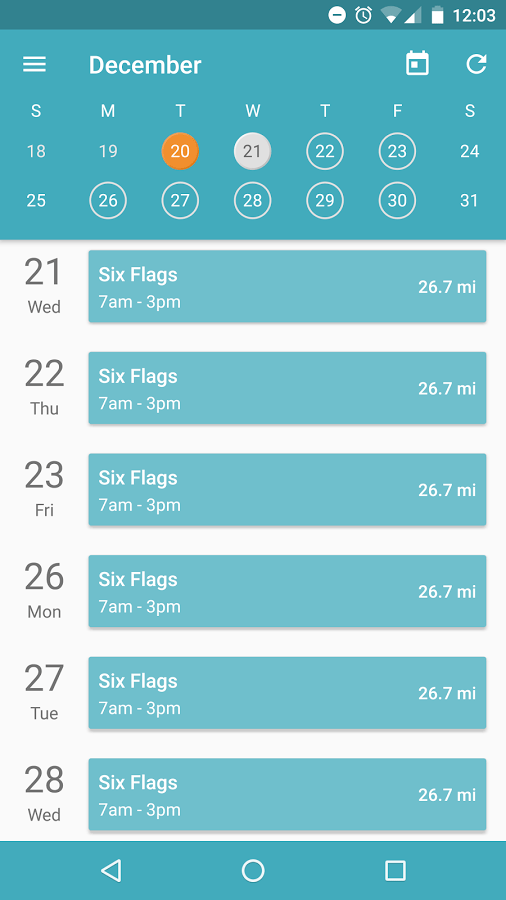 12:03
December
S M T W T F S
18 19 20 21 22 23 24
25 26 27 28 29 30 31
21
Wed
Six Flags
7am - 3pm
26.7 mi
22
Thu
Six Flags
7am - 3pm
26.7 mi
23
Fri
Six Flags
7am - 3pm
26.7 mi
26
Mon
Six Flags
7am - 3pm
26.7 mi
27
Tue
Six Flags
7am - 3pm
26.7 mi
28
Wed
Six Flags
7am - 3pm
26.7 mi